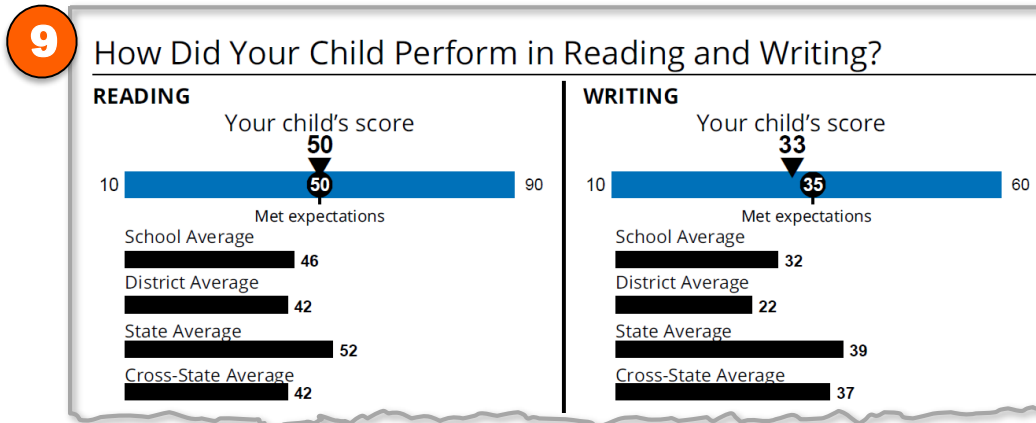 9
How Did Your Child Perform in Reading and Writing?
READING
Your child's score
50
10 50 90
Met expectations
School Average
46
District Average
42
State Average
52
Cross-State Average
42
WRITING
Your child's score
33
10 35 60
Met expectations
School Average
32
District Average
22
State Average
39
Cross-State Average
37